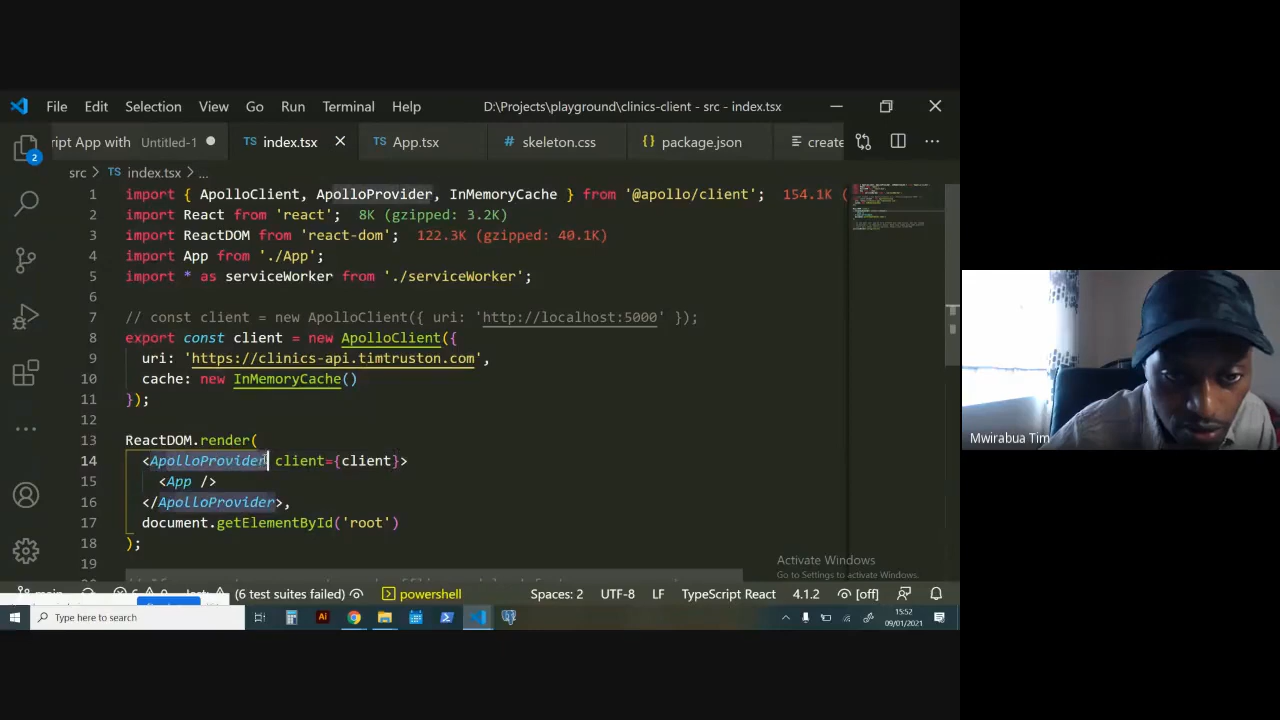 File Edit Selection View Go Run Terminal Help D:\Projects\playground\clinics-client - src - index.tsx
ipt App with Untitled-1 TS index.tsx TS App.tsx # skeleton.css {} package.json create
2
src > TS index.tsx > ...
1 import { ApolloClient, ApolloProvider, InMemoryCache } from '@apollo/client'; 154.1K (
2 import React from 'react'; 8K (gzipped: 3.2K)
3 import ReactDOM from 'react-dom'; 122.3K (gzipped: 40.1K)
4 import App from './App';
5 import * as serviceWorker from './serviceWorker';
6
7 // const client = new ApolloClient({ uri: 'http://localhost:5000' });
8 export const client = new ApolloClient({
9 uri: 'https://clinics-api.timtruston.com',
10 cache: new InMemoryCache()
11 });
12
13 ReactDOM.render(
14 <ApolloProvider client={client}>
15 <App />
16 </ApolloProvider>,
17 document.getElementById('root')
18 );
19
Mwirabua Tim
Activate Windows
Go to Settings to activate Windows.
(6 test suites failed) powershell Spaces: 2 UTF-8 LF TypeScript React 4.1.2 [off]
Type here to search
Ai
15:52
09/01/2021